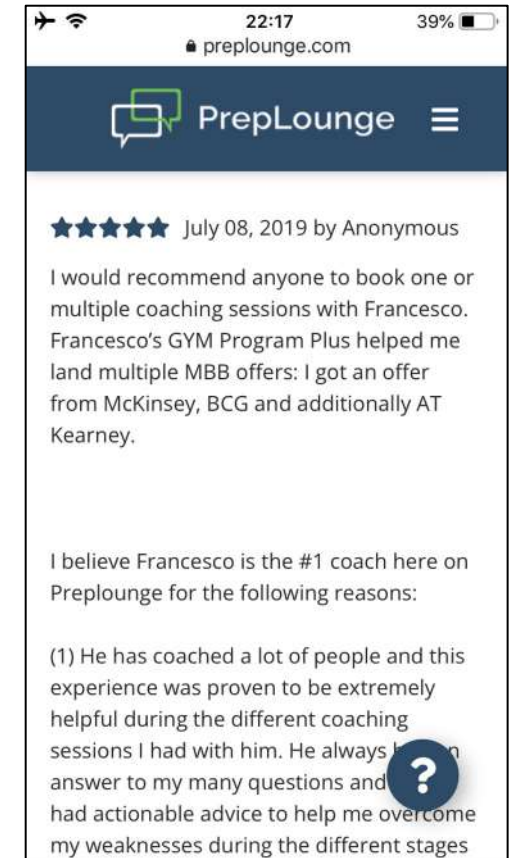 22:17
39%
preplounge.com
PrepLounge
July 08, 2019 by Anonymous
I would recommend anyone to book one or
multiple coaching sessions with Francesco.
Francesco's GYM Program Plus helped me
land multiple MBB offers: I got an offer
from McKinsey, BCG and additionally AT
Kearney.
I believe Francesco is the #1 coach here on
Preplounge for the following reasons:
(1) He has coached a lot of people and this
experience was proven to be extremely
helpful during the different coaching
sessions I had with him. He always
answer to my many questions and
?
had actionable advice to help me overcome
my weaknesses during the different stages